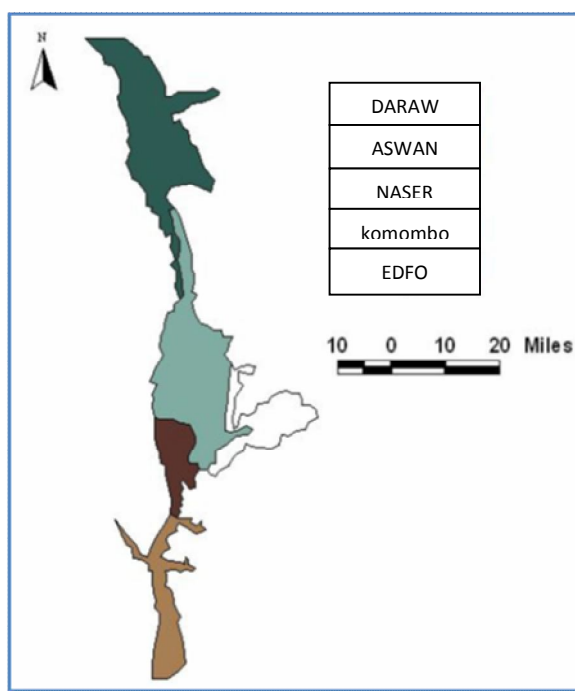 N
DARAW
ASWAN
NASER
komombo
EDFO
10 0 10 20 Miles